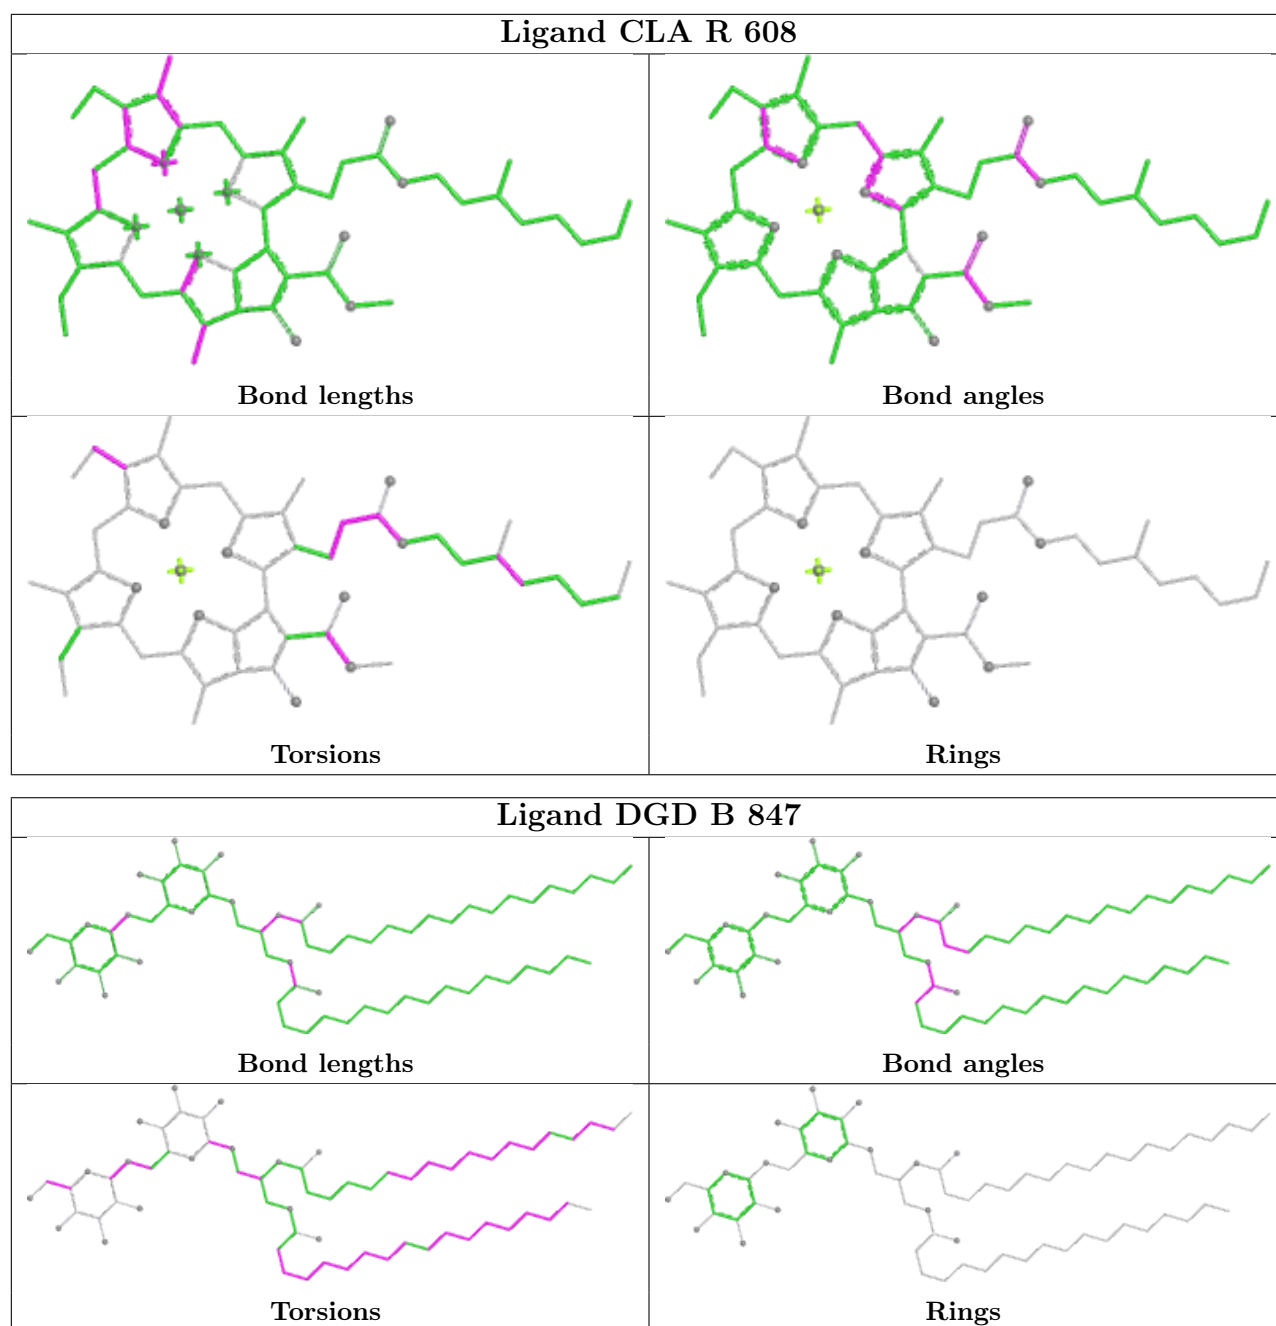 Ligand CLA R 608
Bond lengths
Bond angles
Torsions
Rings
Ligand DGD B 847
Bond lengths
Bond angles
Torsions
Rings